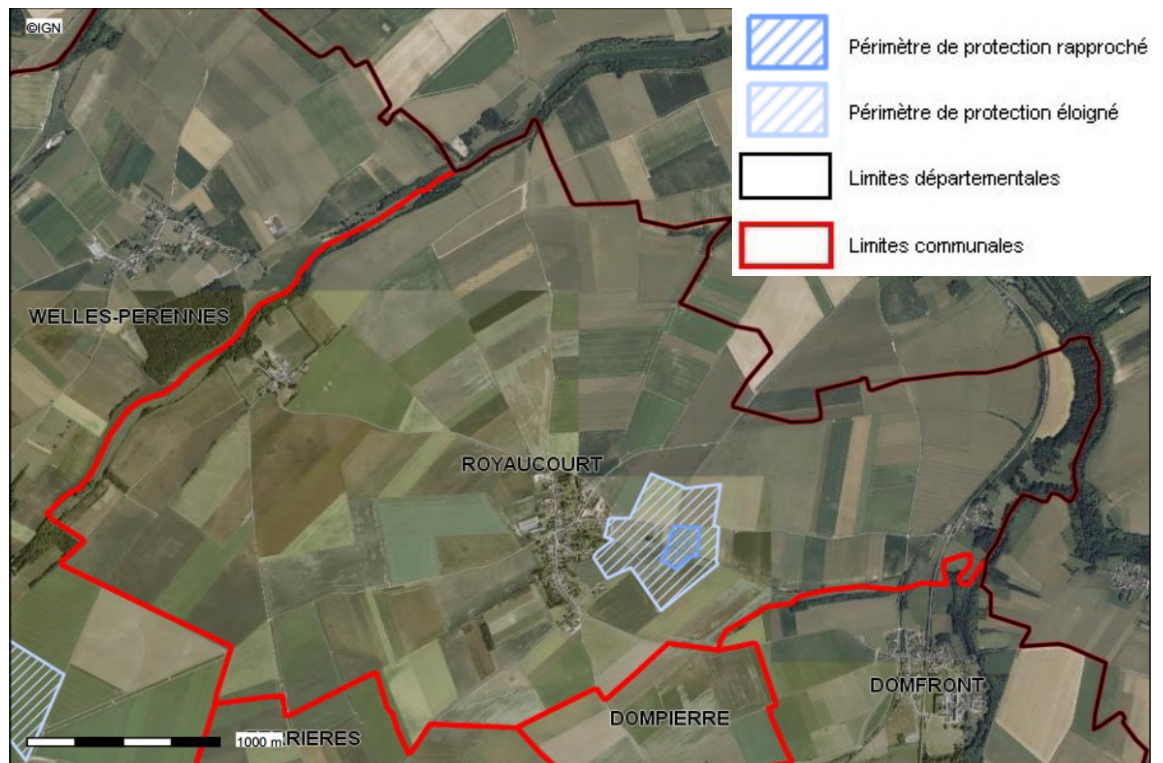 ©IGN
Périmètre de protection rapproché
Périmètre de protection éloigné
Limites départementales
Limites communales
WELLES-PERENNES
ROYAUCOURT
DOMFRONT
DOMPIERRE
1000 m
RIERES